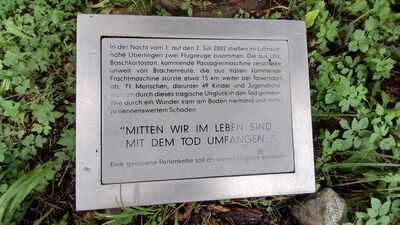 In der Nacht vom 1. auf den 2. Juli 2002 stießen im Luftraum
nahe Überlingen zwei Flugzeuge zusammen. Die aus Ufa,
Baschkortostan, kommende Passagiermaschine zerschellte
unweit von Brachenreute, die aus Italien kommende
Frachtmaschine stürzte 15 km weiter bei Taisersdorf
ab. 71 Menschen, darunter 49 Kinder und Jugendliche,
wurden durch dieses tragische Unglück in den Tod gerissen.
Wie durch ein Wunder kam am Boden niemand und nichts
zu nennenswertem Schaden.
"MITTEN WIR IM LEBEN SIND
MIT DEM TOD UMFANGEN..."
Eine gerissene Perlenkette soll an dieses Unglück erinnern.